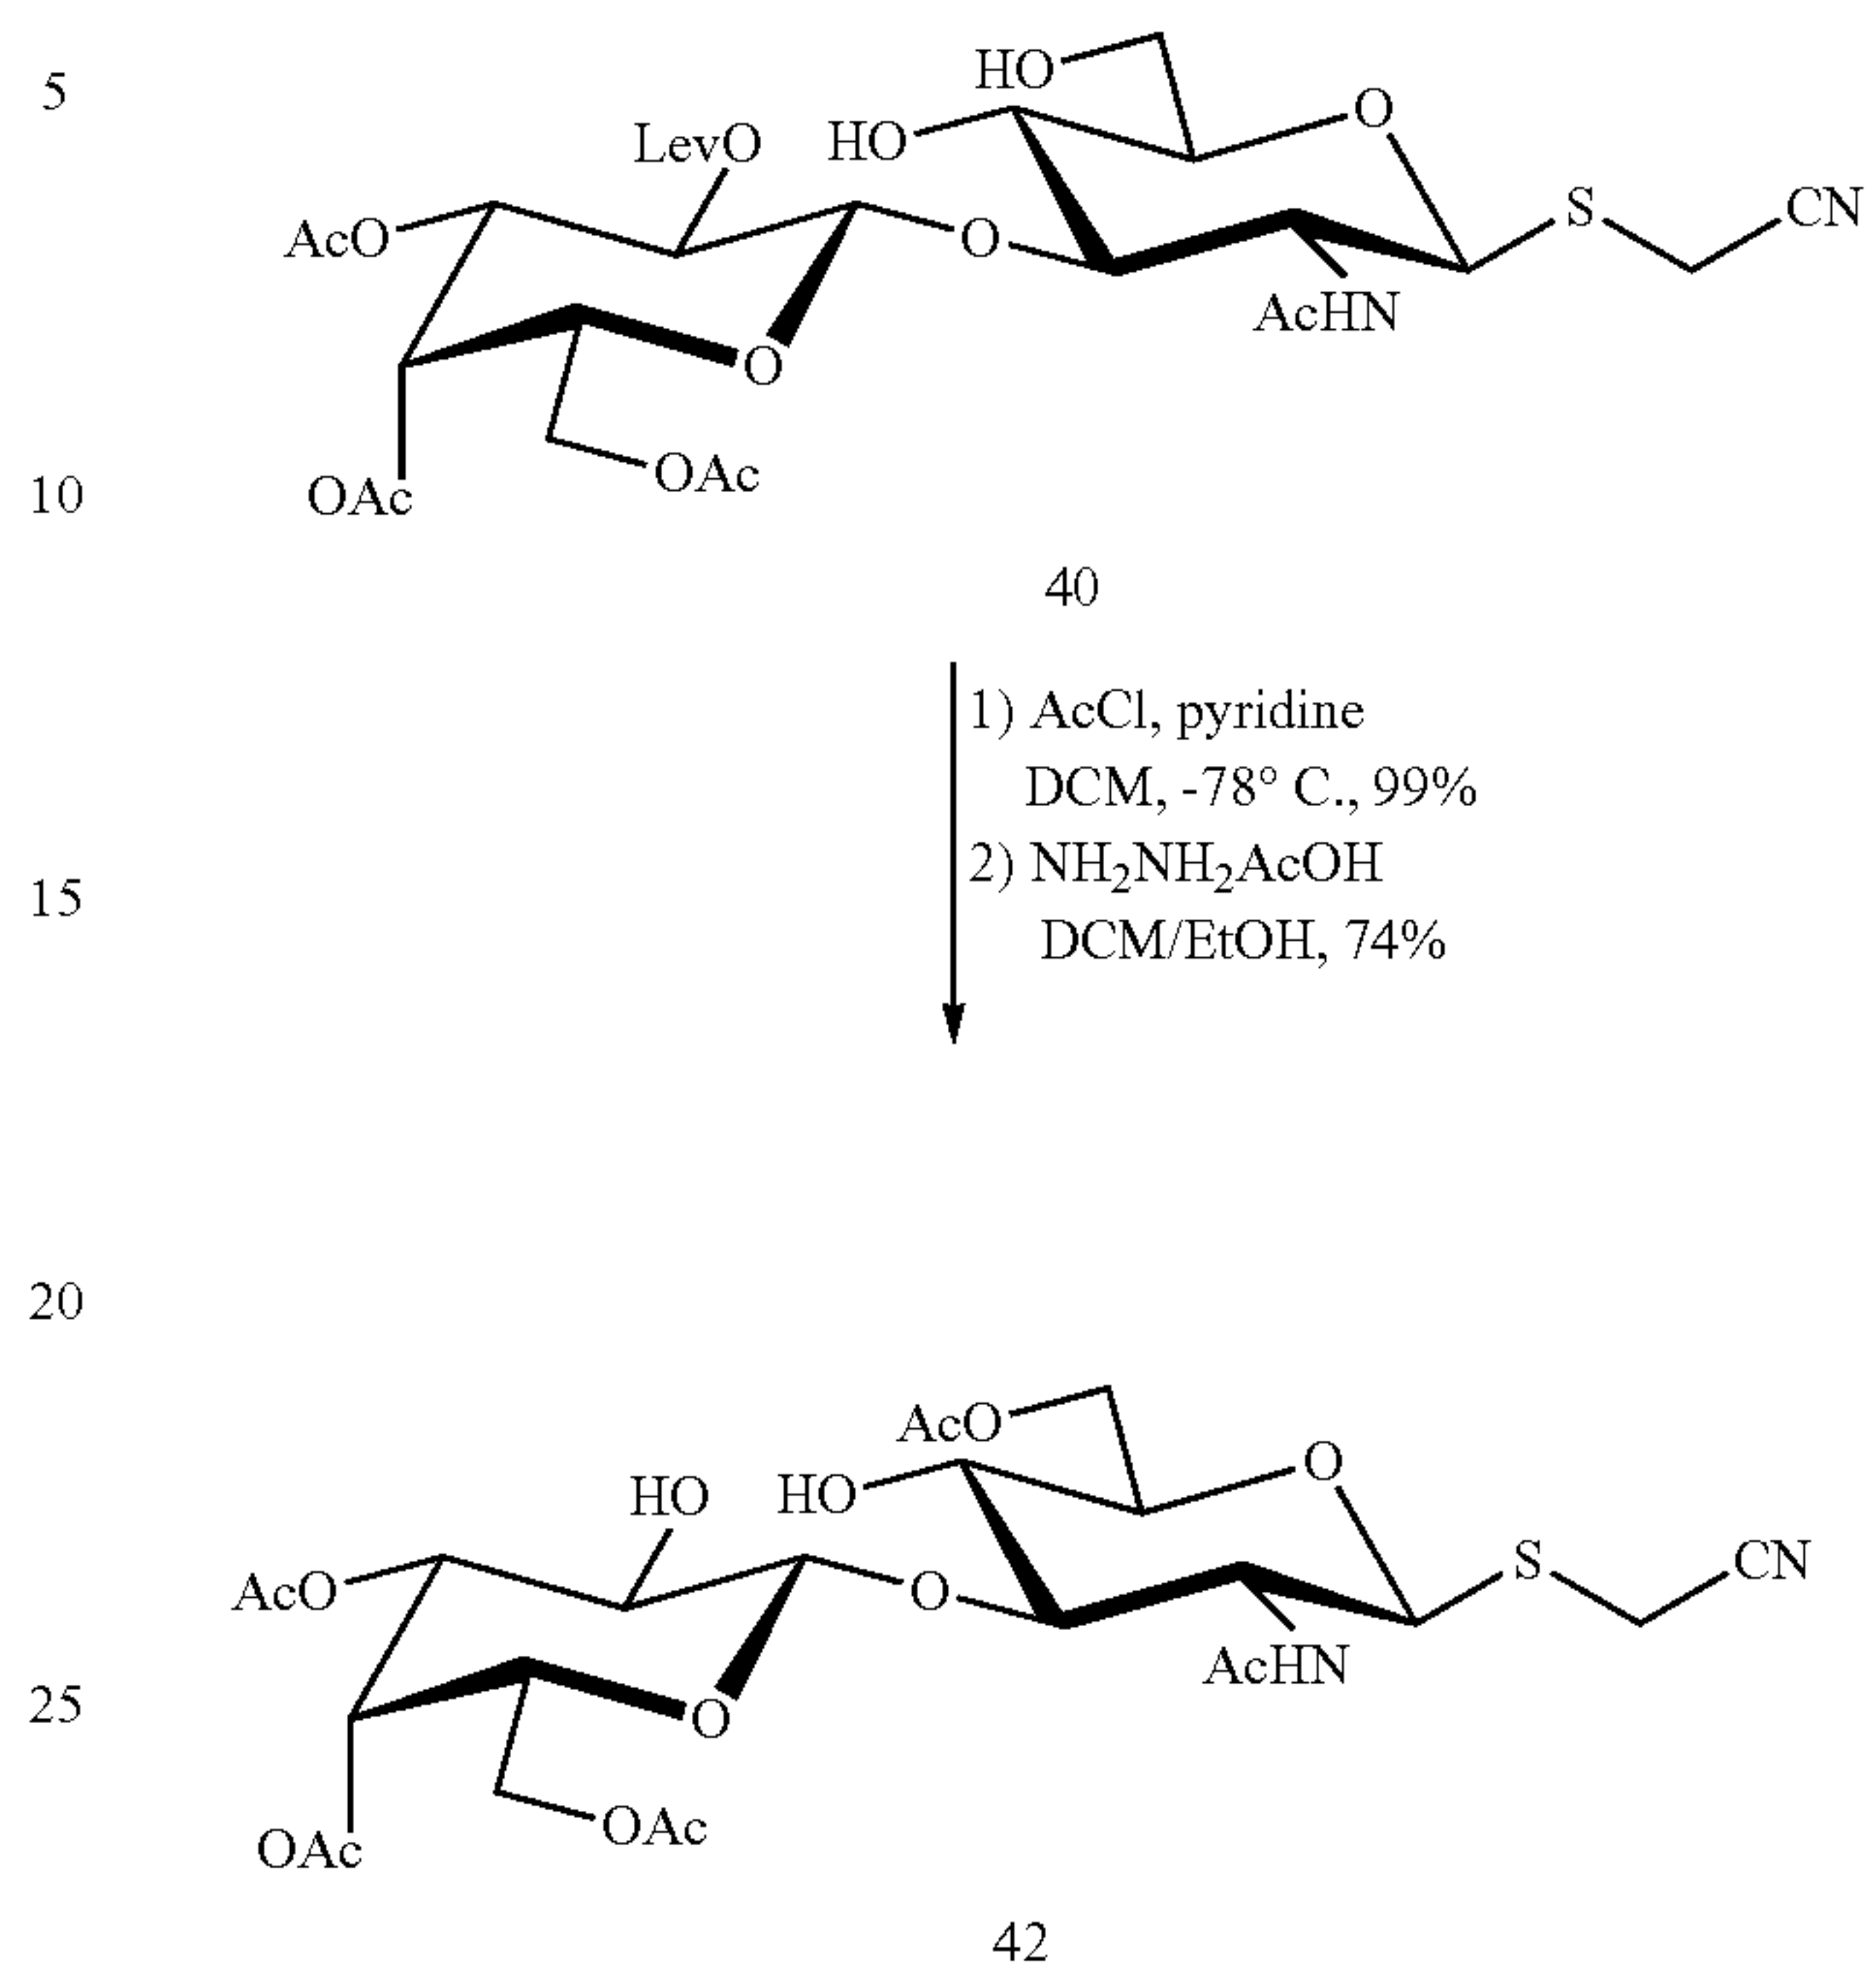 5
HO
O
LevO
HO
S
CN
AcO
O
AcHN
O
10
OAc
OAc
40
1) AcCl, pyridine
DCM, -78° C., 99%
2) NH₂NH₂AcOH
DCM/EtOH, 74%
15
20
AcO
O
HO
HO
S
CN
AcO
O
AcHN
25
O
OAc
OAc
42